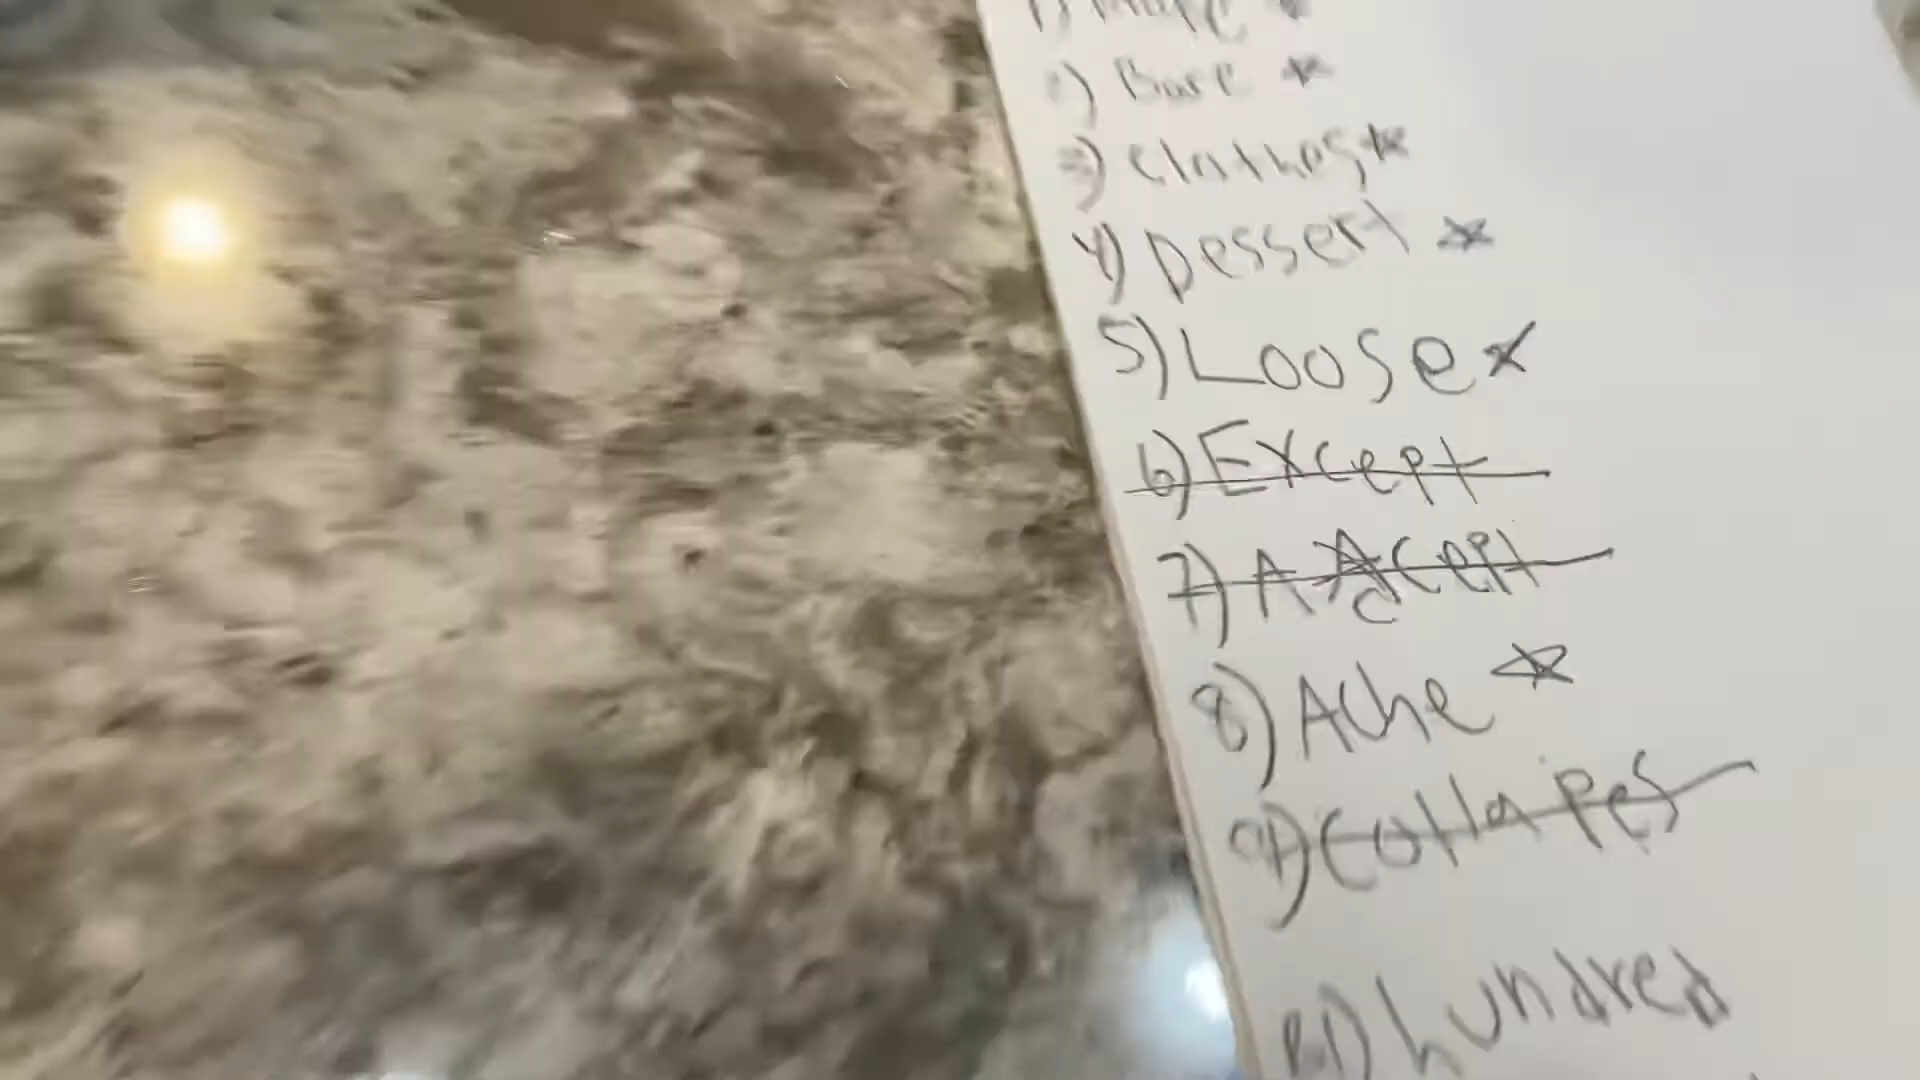 2) Bare ☆
3) Clothes ☆
4) Dessert ☆
5) Loose ☆
6) Except
7) A Accept
8) Ache ☆
9) Collapes
hundred